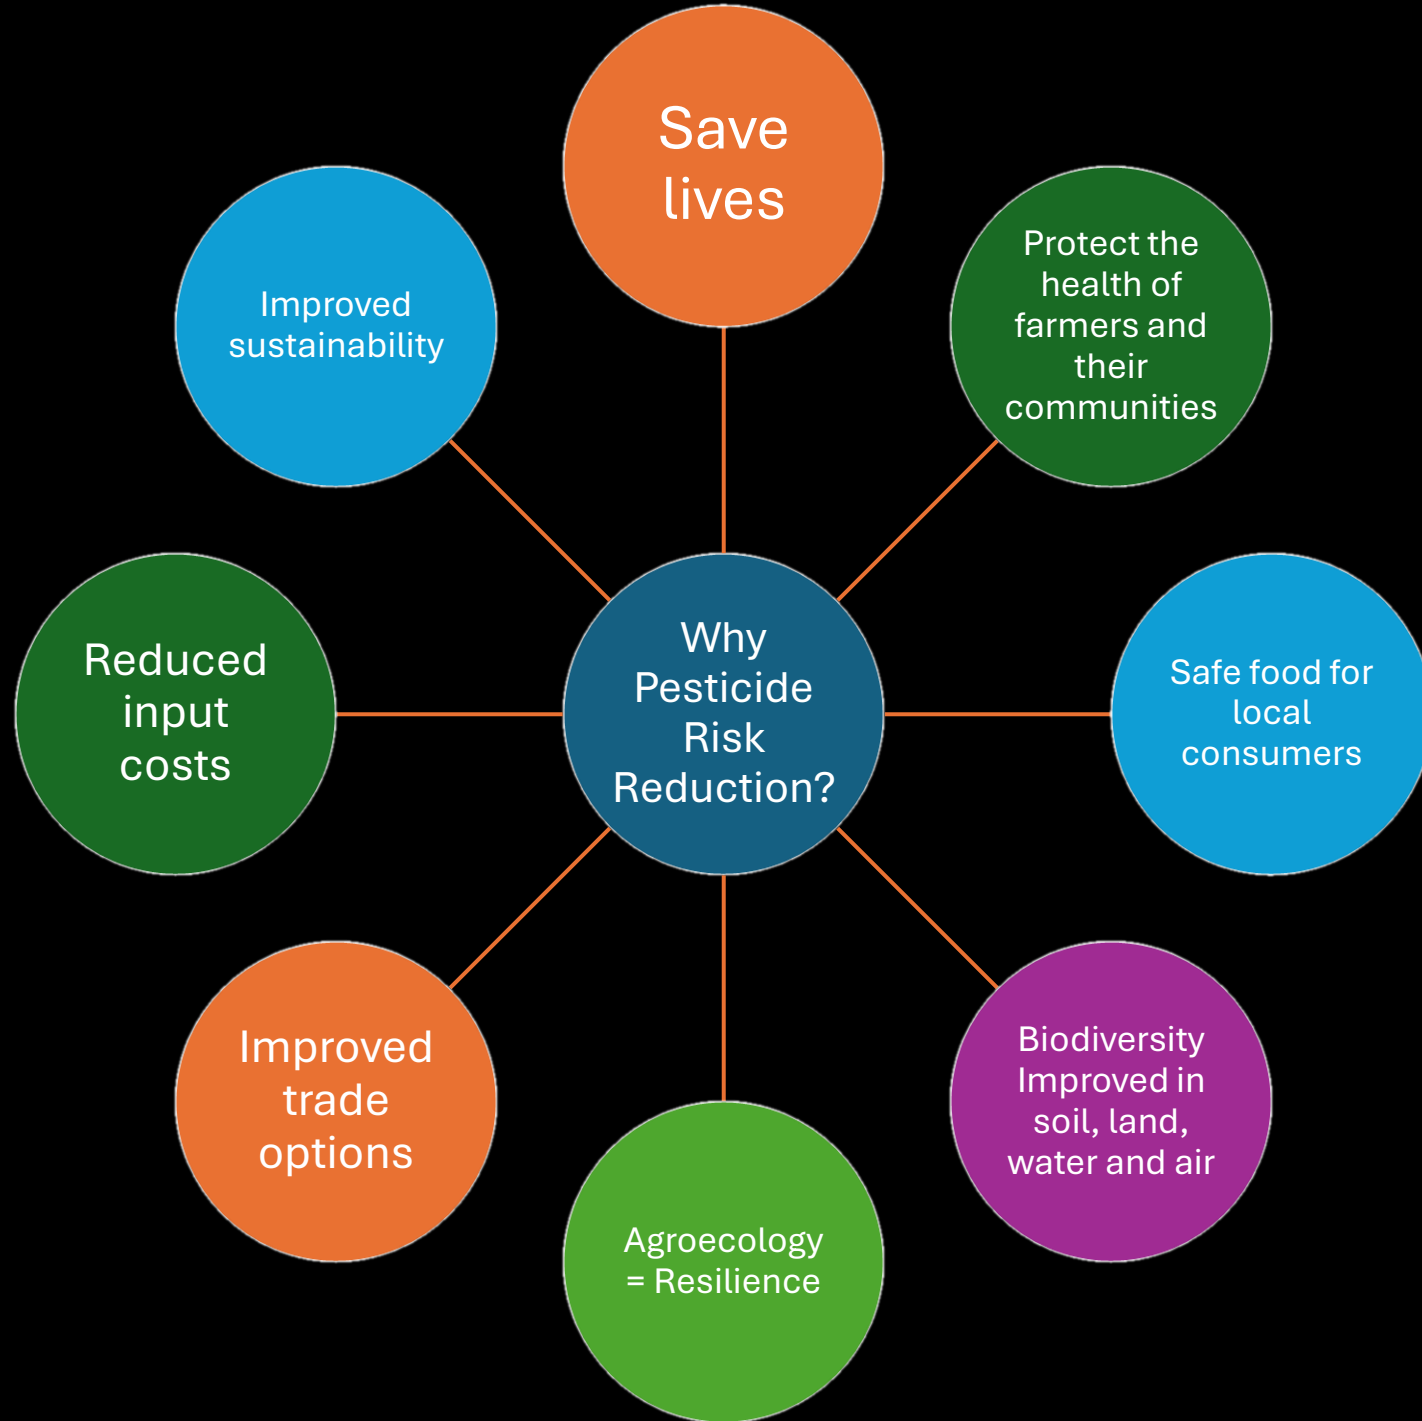 Save
lives
Protect the
health of
farmers and
their
communities
Safe food for
local
consumers
Biodiversity
Improved in
soil, land,
water and air
Agroecology
= Resilience
Improved
trade
options
Reduced
input
costs
Improved
sustainability
Why
Pesticide
Risk
Reduction?